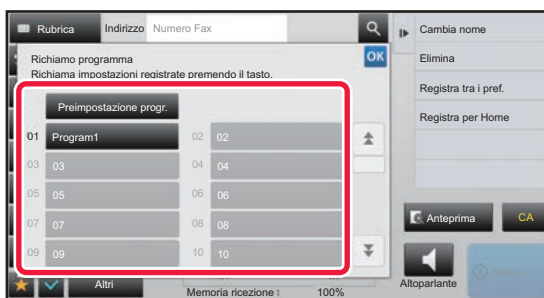 Rubrica
Indirizzo
Numero Fax
Cambia nome
Richiamo programma
OK
Richiama impostazioni registrate premendo il tasto.
Elimina
Registra tra i pref.
Registra per Home
Preimpostazione progr.
01 Program1
02 02
03 03
04 04
05 05
06 06
07 07
08 08
09 09
10 10
Anteprima
CA
Altri
Memoria ricezione : 100%
Altoparlante